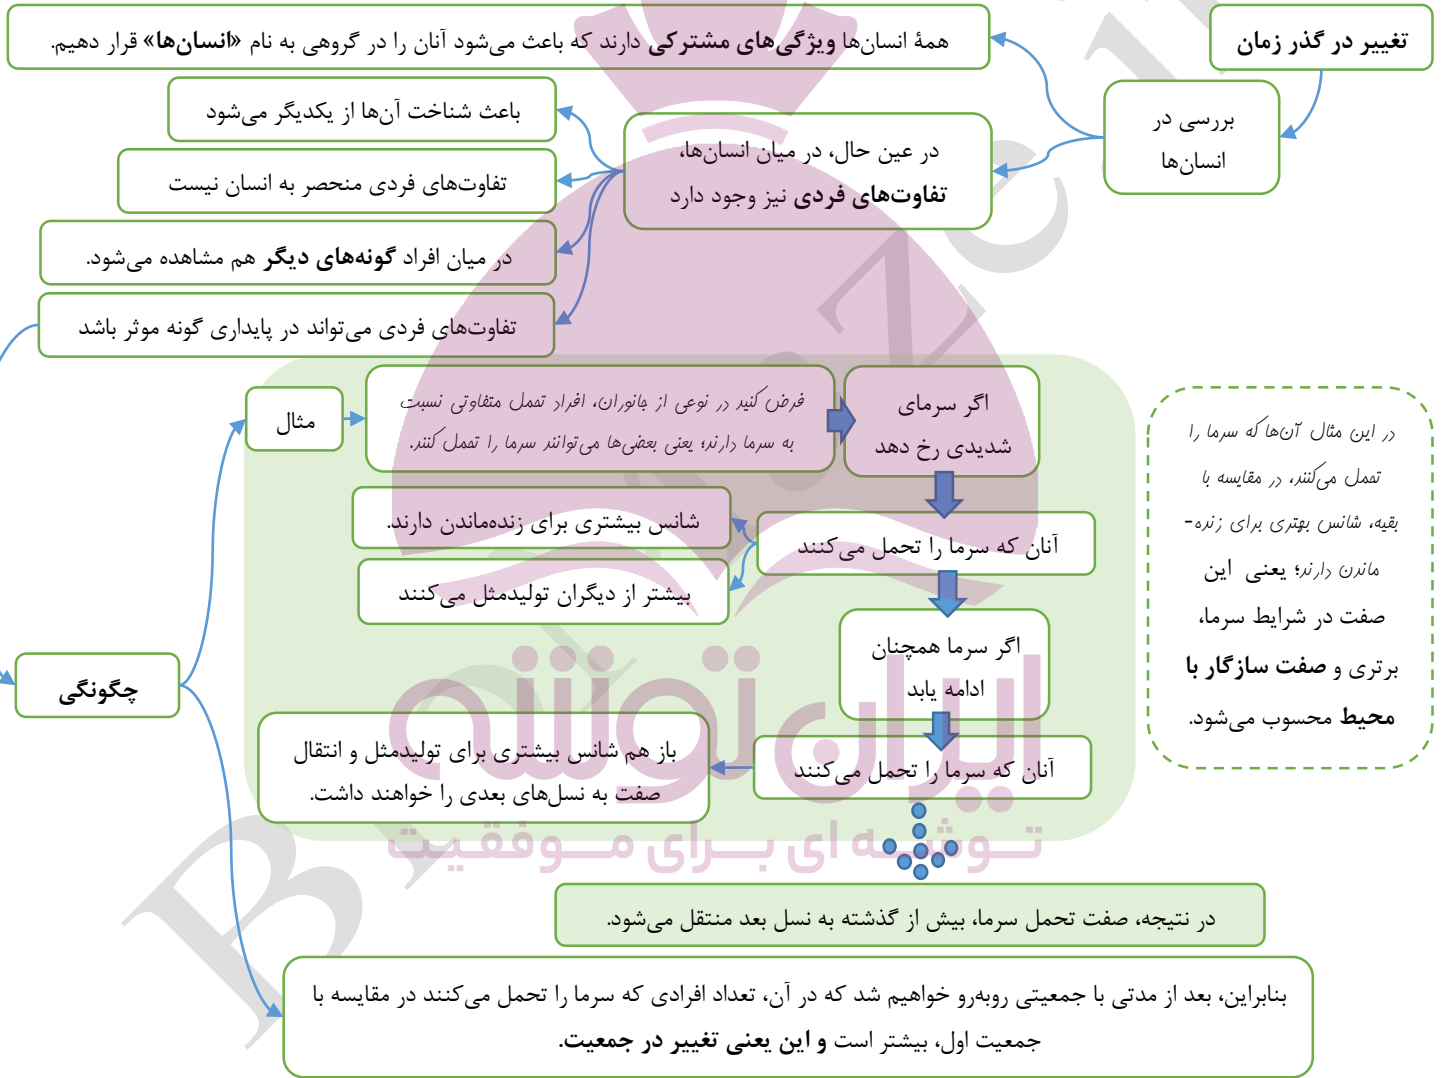 تغییر در گذر زمان
بررسی در
انسان‌ها
همهٔ انسان‌ها ویژگی‌های مشترکی دارند که باعث می‌شود آنان را در گروهی به نام «انسان‌ها» قرار دهیم.
در عین حال، در میان انسان‌ها،
تفاوت‌های فردی نیز وجود دارد
باعث شناخت آن‌ها از یکدیگر می‌شود
تفاوت‌های فردی منحصر به انسان نیست
در میان افراد گونه‌های دیگر هم مشاهده می‌شود.
تفاوت‌های فردی می‌تواند در پایداری گونه موثر باشد
چگونگی
مثال
فرض کنید در نوعی از جانوران، افراد تحمل متفاوتی نسبت
به سرما دارند؛ یعنی بعضی‌ها می‌توانند سرما را تحمل کنند.
اگر سرمای
شدیدی رخ دهد
آنان که سرما را تحمل می‌کنند
شانس بیشتری برای زنده‌ماندن دارند.
بیشتر از دیگران تولیدمثل می‌کنند
اگر سرما همچنان
ادامه یابد
آنان که سرما را تحمل می‌کنند
باز هم شانس بیشتری برای تولیدمثل و انتقال
صفت به نسل‌های بعدی را خواهند داشت.
در نتیجه، صفت تحمل سرما، بیش از گذشته به نسل بعد منتقل می‌شود.
بنابراین، بعد از مدتی با جمعیتی روبه‌رو خواهیم شد که در آن، تعداد افرادی که سرما را تحمل می‌کنند در مقایسه با
جمعیت اول، بیشتر است و این یعنی تغییر در جمعیت.
در این مثال آن‌ها که سرما را
تحمل می‌کنند، در مقایسه با
بقیه، شانس بهتری برای زنده-
ماندن دارند؛ یعنی این
صفت در شرایط سرما،
برتری و صفت سازگار با
محیط محسوب می‌شود.
ایران توشه
توشه ای برای موفقیت